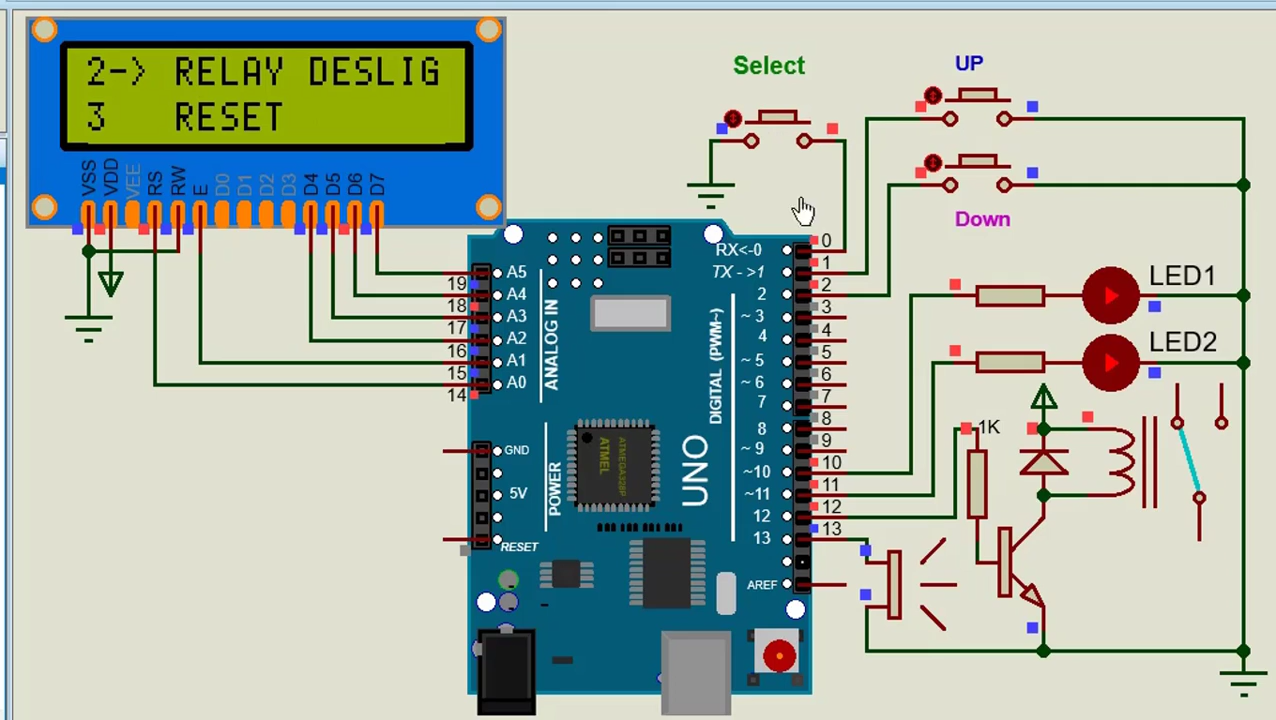 2-> RELAY DESLIG
3 RESET
VSS
VDD
VEE
RS
RW
E
D0
D1
D2
D3
D4
D5
D6
D7
Select
UP
Down
LED1
LED2
1K
A5
A4
A3
A2
A1
A0
19
18
17
16
15
14
ANALOG IN
GND
5V
POWER
RESET
ATMEL
ATMEGA328P
UNO
DIGITAL (PWM~)
RX<-0
TX ->1
2
~ 3
4
~ 5
~ 6
7
8
~ 9
~10
~11
12
13
AREF
0
1
2
3
4
5
6
7
8
9
10
11
12
13